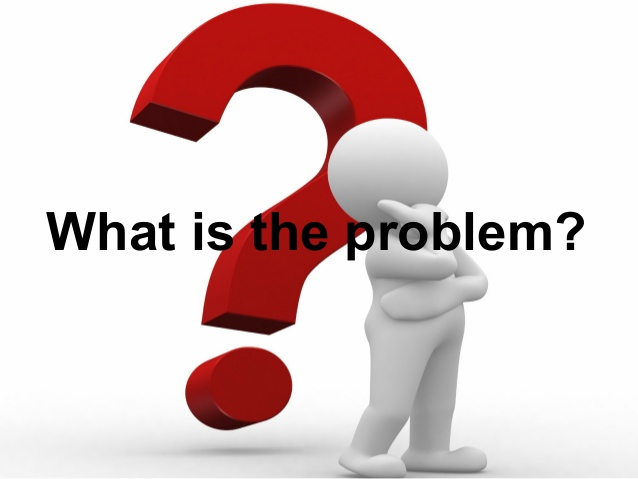 What is the problem?